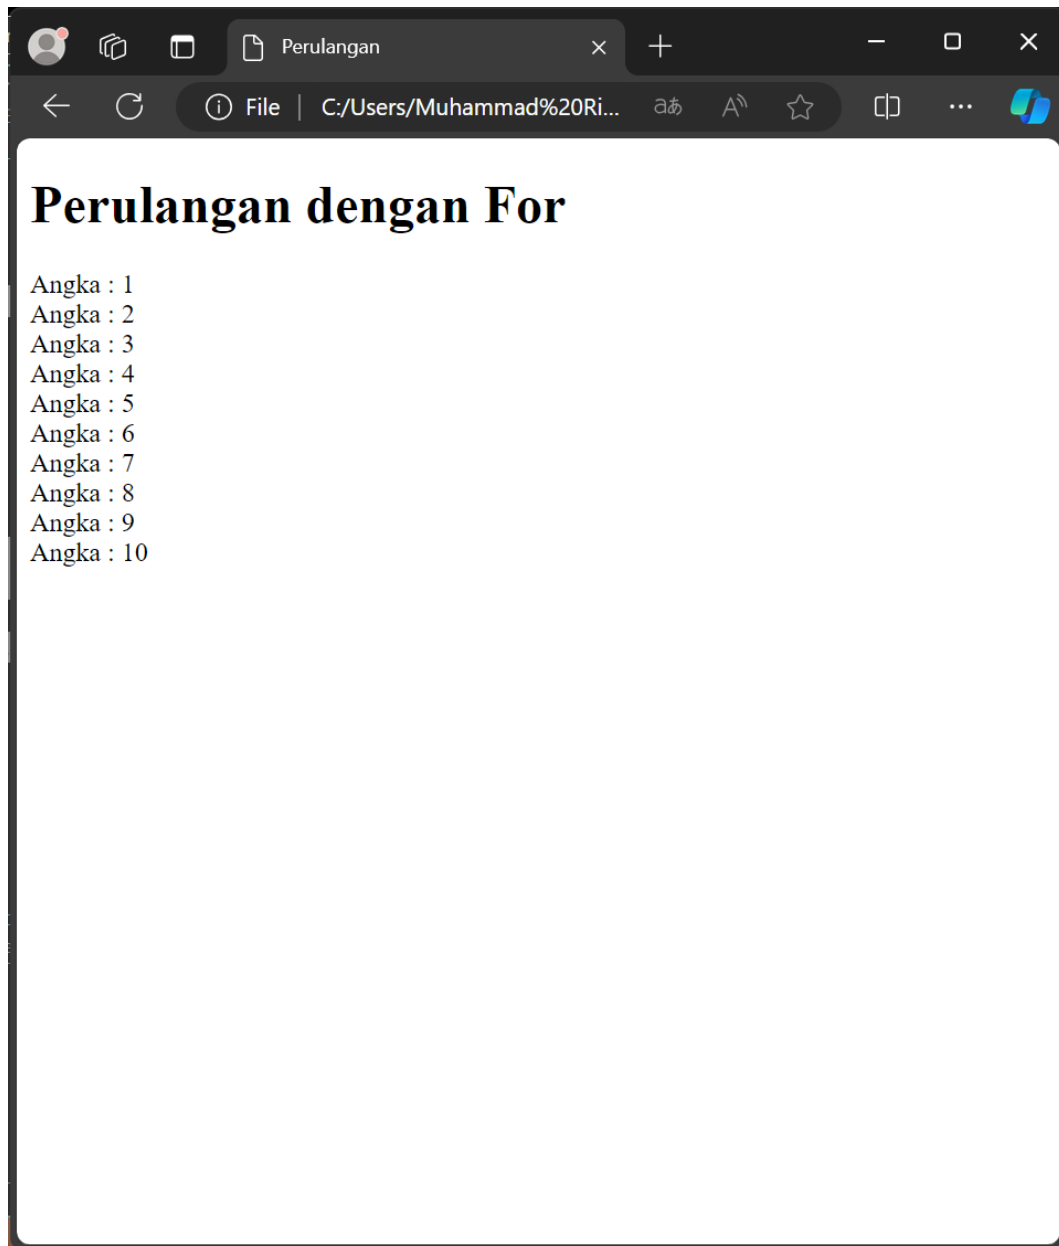 Perulangan
File | C:/Users/Muhammad%20Ri...
Perulangan dengan For
Angka : 1
Angka : 2
Angka : 3
Angka : 4
Angka : 5
Angka : 6
Angka : 7
Angka : 8
Angka : 9
Angka : 10